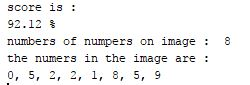 score is :
92.12 %
numbers of numpers on image :  8
the numers in the image are :
0, 5, 2, 2, 1, 8, 5, 9